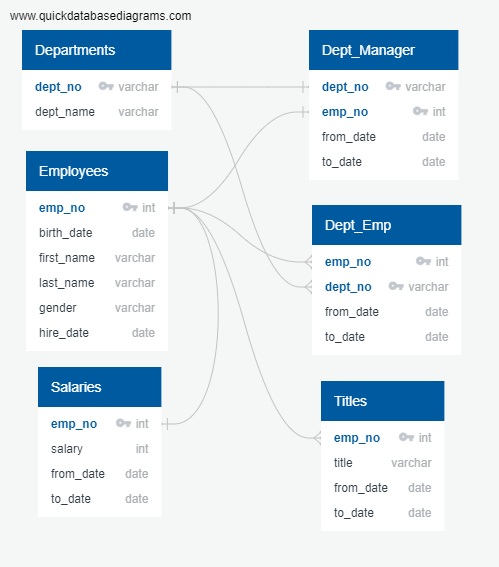 www.quickdatabasediagrams.com
Departments
dept_no varchar
dept_name varchar
Dept_Manager
dept_no varchar
emp_no int
from_date date
to_date date
Employees
emp_no int
birth_date date
first_name varchar
last_name varchar
gender varchar
hire_date date
Dept_Emp
emp_no int
dept_no varchar
from_date date
to_date date
Salaries
emp_no int
salary int
from_date date
to_date date
Titles
emp_no int
title varchar
from_date date
to_date date